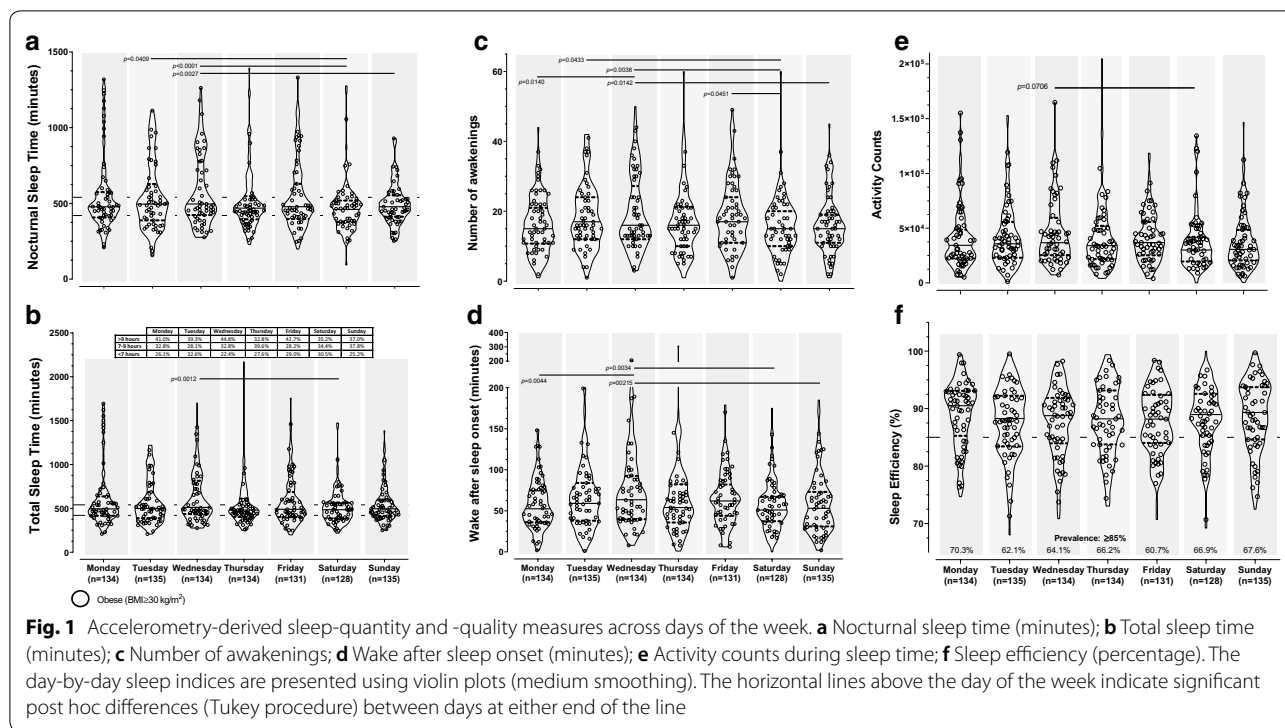 a
1500
1000
500
0
Nocturnal Sleep Time (minutes)
p=0.0409
p<0.0001
p=0.0027
c
60
40
20
0
Number of awakenings
p=0.0433
p=0.0038
p=0.0140
p=0.0142
p=0.0451
e
2×10^5
1.5×10^5
1×10^5
5×10^4
0
Activity Counts
p=0.0706
b
2500
2000
1500
1000
500
0
Total Sleep Time (minutes)
Monday Tuesday Wednesday Thursday Friday Saturday Sunday
>9 hours 41.0% 39.3% 44.8% 32.8% 42.7% 35.2% 37.0%
7-9 hours 32.8% 28.1% 32.8% 39.6% 28.2% 34.4% 37.8%
<7 hours 26.1% 32.6% 22.4% 27.6% 29.0% 30.5% 25.2%
p=0.0012
Monday Tuesday Wednesday Thursday Friday Saturday Sunday
(n=134) (n=135) (n=134) (n=134) (n=131) (n=128) (n=135)
Obese (BMI≥30 kg/m²)
d
400
300
200
200
150
100
50
0
Wake after sleep onset (minutes)
p=0.0034
p=0.0044
p=00215
Monday Tuesday Wednesday Thursday Friday Saturday Sunday
(n=134) (n=135) (n=134) (n=134) (n=131) (n=128) (n=135)
f
100
90
80
70
Sleep Efficiency (%)
Prevalence: ≥85%
70.3% 62.1% 64.1% 66.2% 60.7% 66.9% 67.6%
Monday Tuesday Wednesday Thursday Friday Saturday Sunday
(n=134) (n=135) (n=134) (n=134) (n=131) (n=128) (n=135)
Fig. 1 Accelerometry-derived sleep-quantity and -quality measures across days of the week. a Nocturnal sleep time (minutes); b Total sleep time
(minutes); c Number of awakenings; d Wake after sleep onset (minutes); e Activity counts during sleep time; f Sleep efficiency (percentage). The
day-by-day sleep indices are presented using violin plots (medium smoothing). The horizontal lines above the day of the week indicate significant
post hoc differences (Tukey procedure) between days at either end of the line